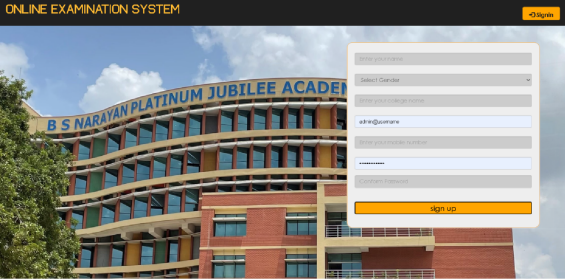 ONLINE EXAMINATION SYSTEM
Signin
B S NARAYAN PLATINUM JUBILEE ACADEM
Enter your name
Select Gender
Enter your college name
admin@username
Enter your mobile number
••••••••••••
Confirm Password
sign up